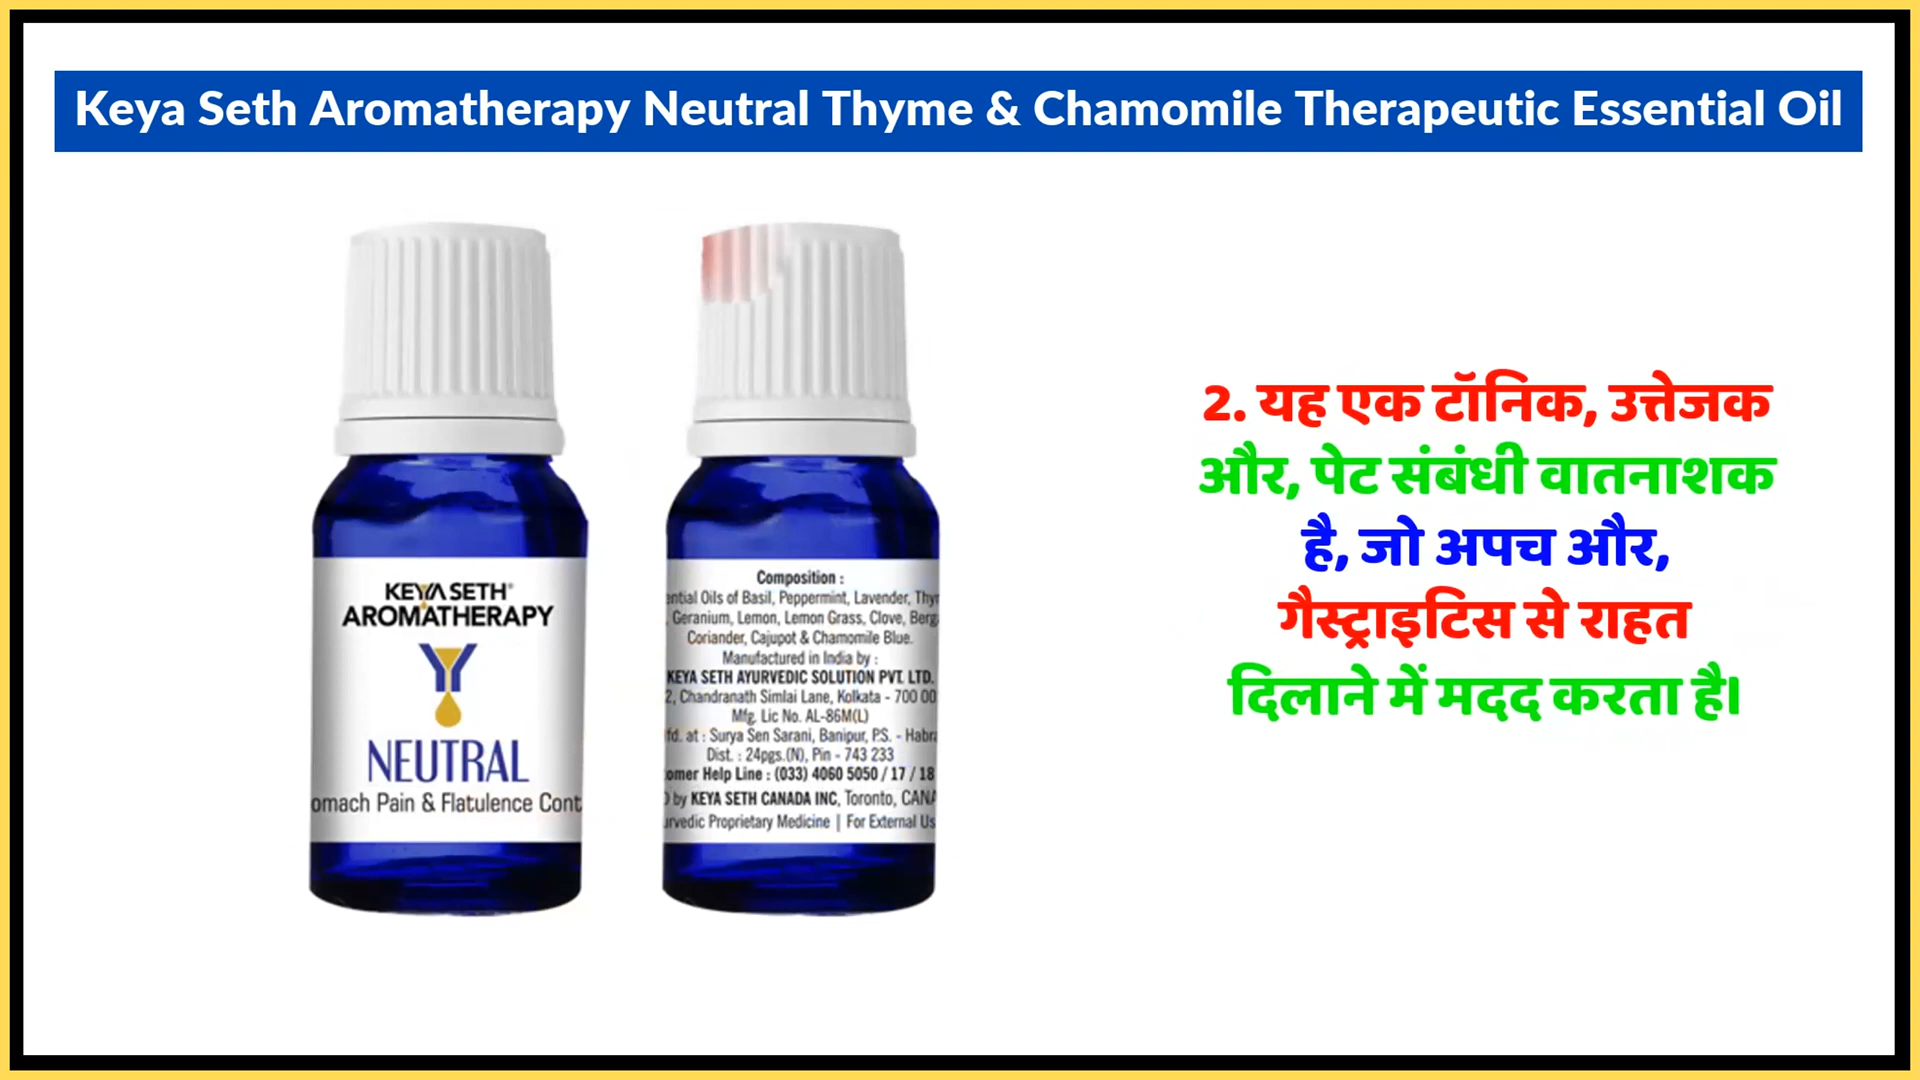 Keya Seth Aromatherapy Neutral Thyme & Chamomile Therapeutic Essential Oil
KEYA SETH®
AROMATHERAPY
NEUTRAL
omach Pain & Flatulence Cont
Composition :
ential Oils of Basil, Peppermint, Lavender, Thy
, Geranium, Lemon, Lemon Grass, Clove, Berg
Coriander, Cajupot & Chamomile Blue.
Manufactured in India by :
KEYA SETH AYURVEDIC SOLUTION PVT. LTD.
2, Chandranath Simlai Lane, Kolkata - 700 00
Mfg. Lic No. AL-86M(L)
fd. at : Surya Sen Sarani, Banipur, P.S. - Habra
Dist. : 24pgs.(N), Pin - 743 233
omer Help Line : (033) 4060 5050 / 17 / 18
by KEYA SETH CANADA INC, Toronto, CANA
urvedic Proprietary Medicine | For External Us
2. यह एक टॉनिक, उत्तेजक
और, पेट संबंधी वातनाशक
है, जो अपच और,
गैस्ट्राइटिस से राहत
दिलाने में मदद करता है।